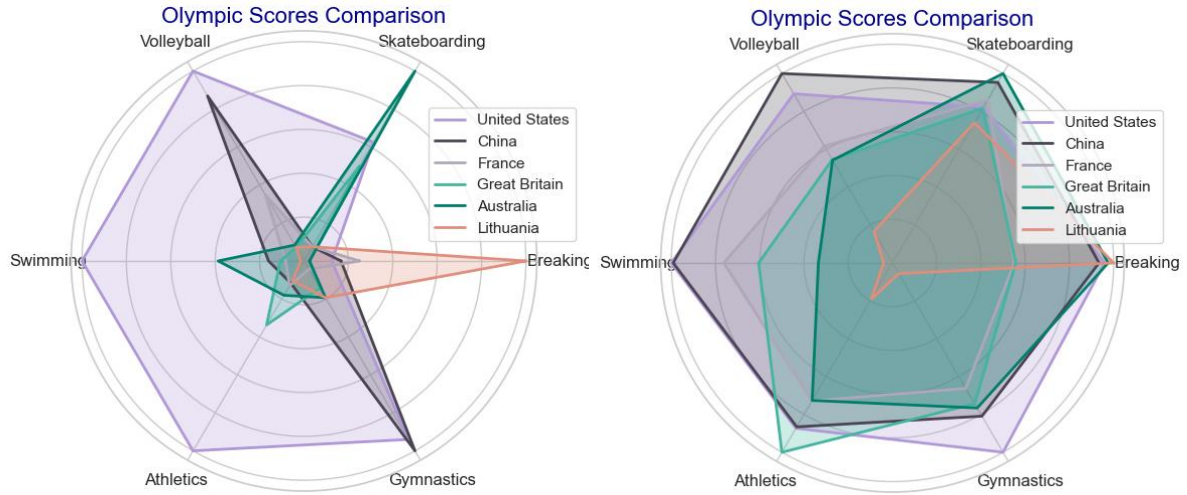 Olympic Scores Comparison
Volleyball
Skateboarding
United States
China
France
Great Britain
Australia
Lithuania
Swimming
Breaking
Athletics
Gymnastics
Olympic Scores Comparison
Volleyball
Skateboarding
United States
China
France
Great Britain
Australia
Lithuania
Swimming
Breaking
Athletics
Gymnastics